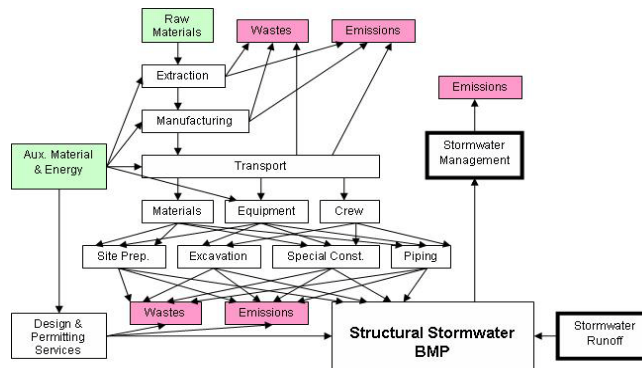 Raw
Materials
Wastes
Emissions
Extraction
Emissions
Manufacturing
Stormwater
Management
Aux. Material
& Energy
Transport
Materials
Equipment
Crew
Site Prep.
Excavation
Special Const.
Piping
Wastes
Emissions
Design &
Permitting
Services
Structural Stormwater
BMP
Stormwater
Runoff